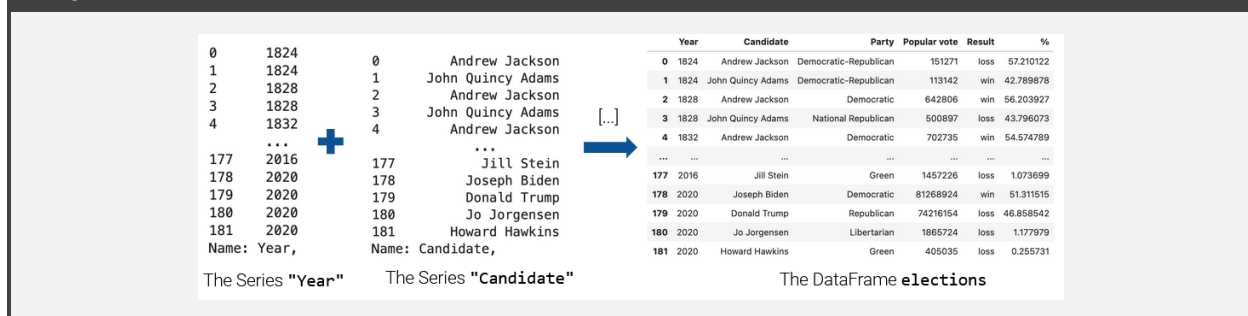 0 1824
1 1824
2 1828
3 1828
4 1832
...
177 2016
178 2020
179 2020
180 2020
181 2020
Name: Year,
The Series "Year"
0 Andrew Jackson
1 John Quincy Adams
2 Andrew Jackson
3 John Quincy Adams
4 Andrew Jackson
...
177 Jill Stein
178 Joseph Biden
179 Donald Trump
180 Jo Jorgensen
181 Howard Hawkins
Name: Candidate,
The Series "Candidate"
[...]
Year Candidate Party Popular vote Result %
0 1824 Andrew Jackson Democratic-Republican 151271 loss 57.210122
1 1824 John Quincy Adams Democratic-Republican 113142 win 42.789878
2 1828 Andrew Jackson Democratic 642806 win 56.203927
3 1828 John Quincy Adams National Republican 500897 loss 43.796073
4 1832 Andrew Jackson Democratic 702735 win 54.574789
... ... ... ... ... ... ...
177 2016 Jill Stein Green 1457226 loss 1.073699
178 2020 Joseph Biden Democratic 81268924 win 51.311515
179 2020 Donald Trump Republican 74216154 loss 46.858542
180 2020 Jo Jorgensen Libertarian 1865724 loss 1.177979
181 2020 Howard Hawkins Green 405035 loss 0.255731
The DataFrame elections